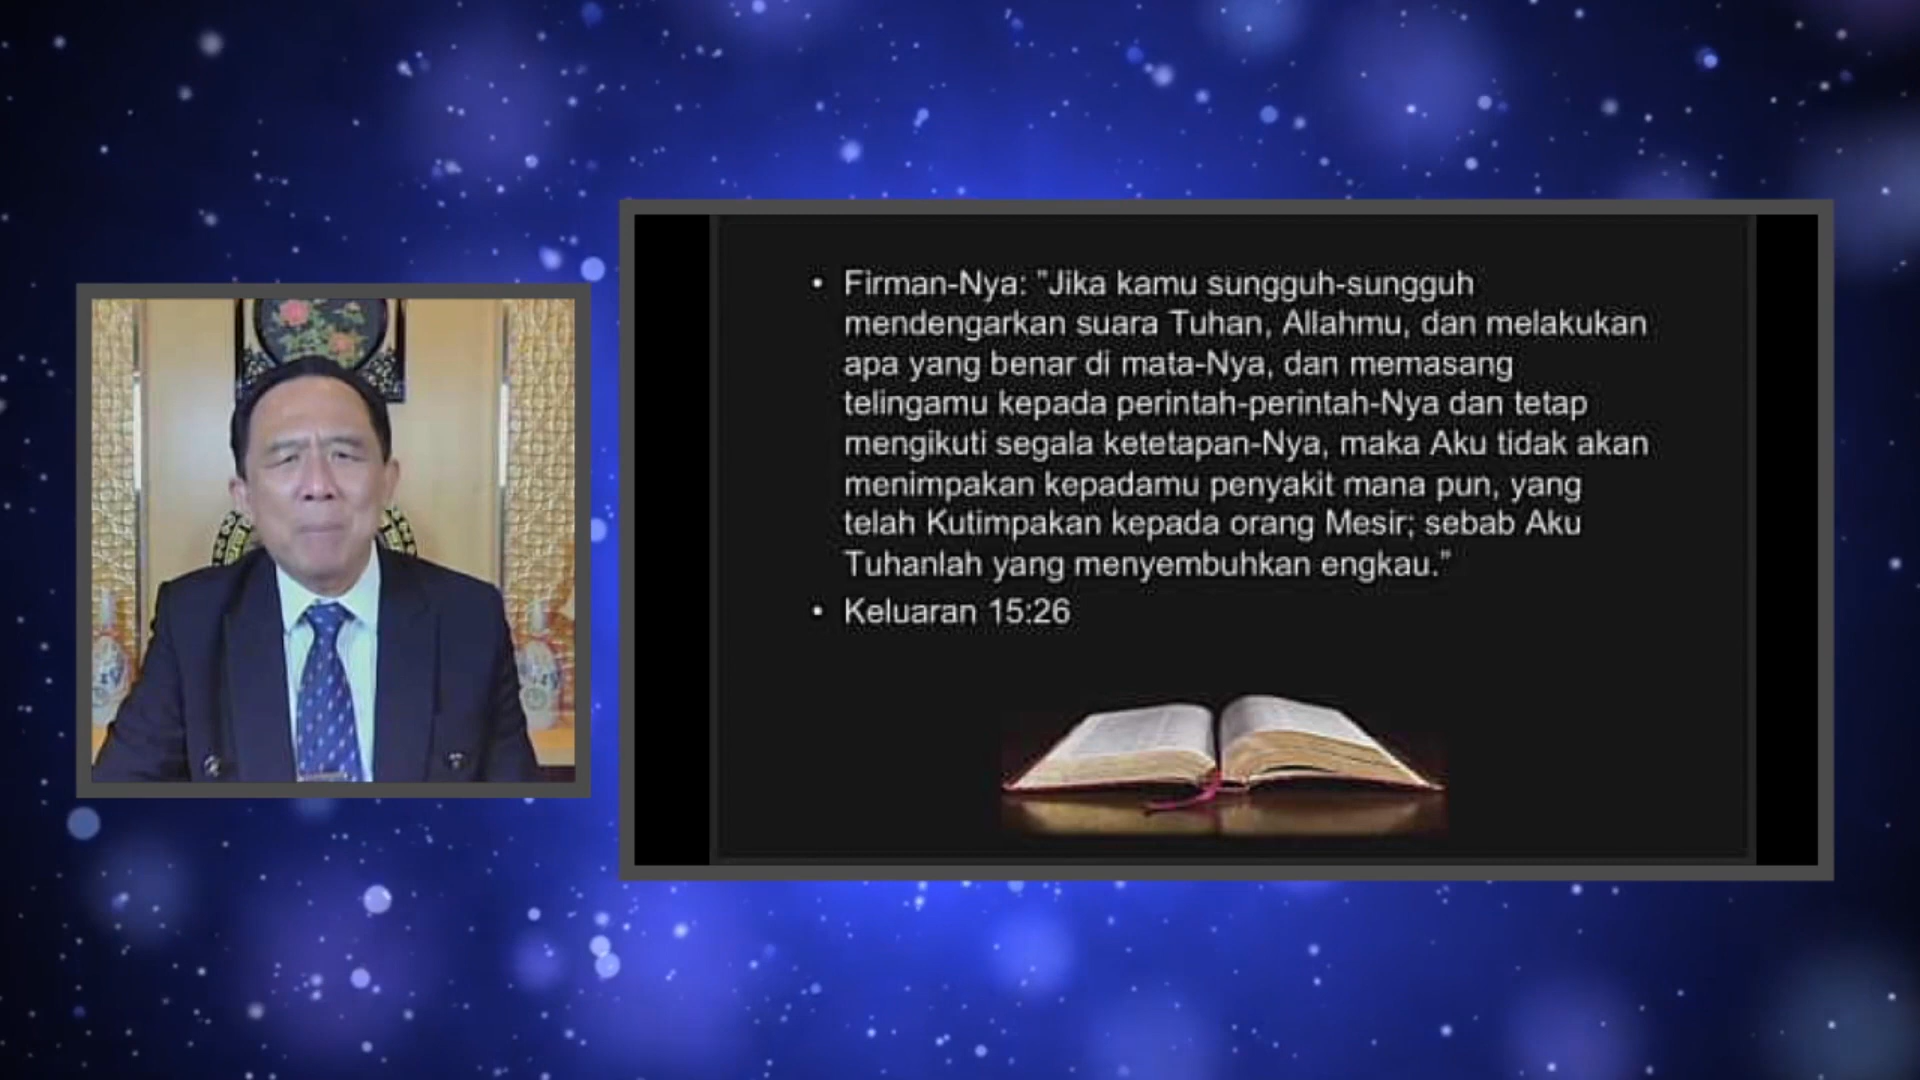 • Firman-Nya: "Jika kamu sungguh-sungguh
mendengarkan suara Tuhan, Allahmu, dan melakukan
apa yang benar di mata-Nya, dan memasang
telingamu kepada perintah-perintah-Nya dan tetap
mengikuti segala ketetapan-Nya, maka Aku tidak akan
menimpakan kepadamu penyakit mana pun, yang
telah Kutimpakan kepada orang Mesir; sebab Aku
Tuhanlah yang menyembuhkan engkau."
• Keluaran 15:26